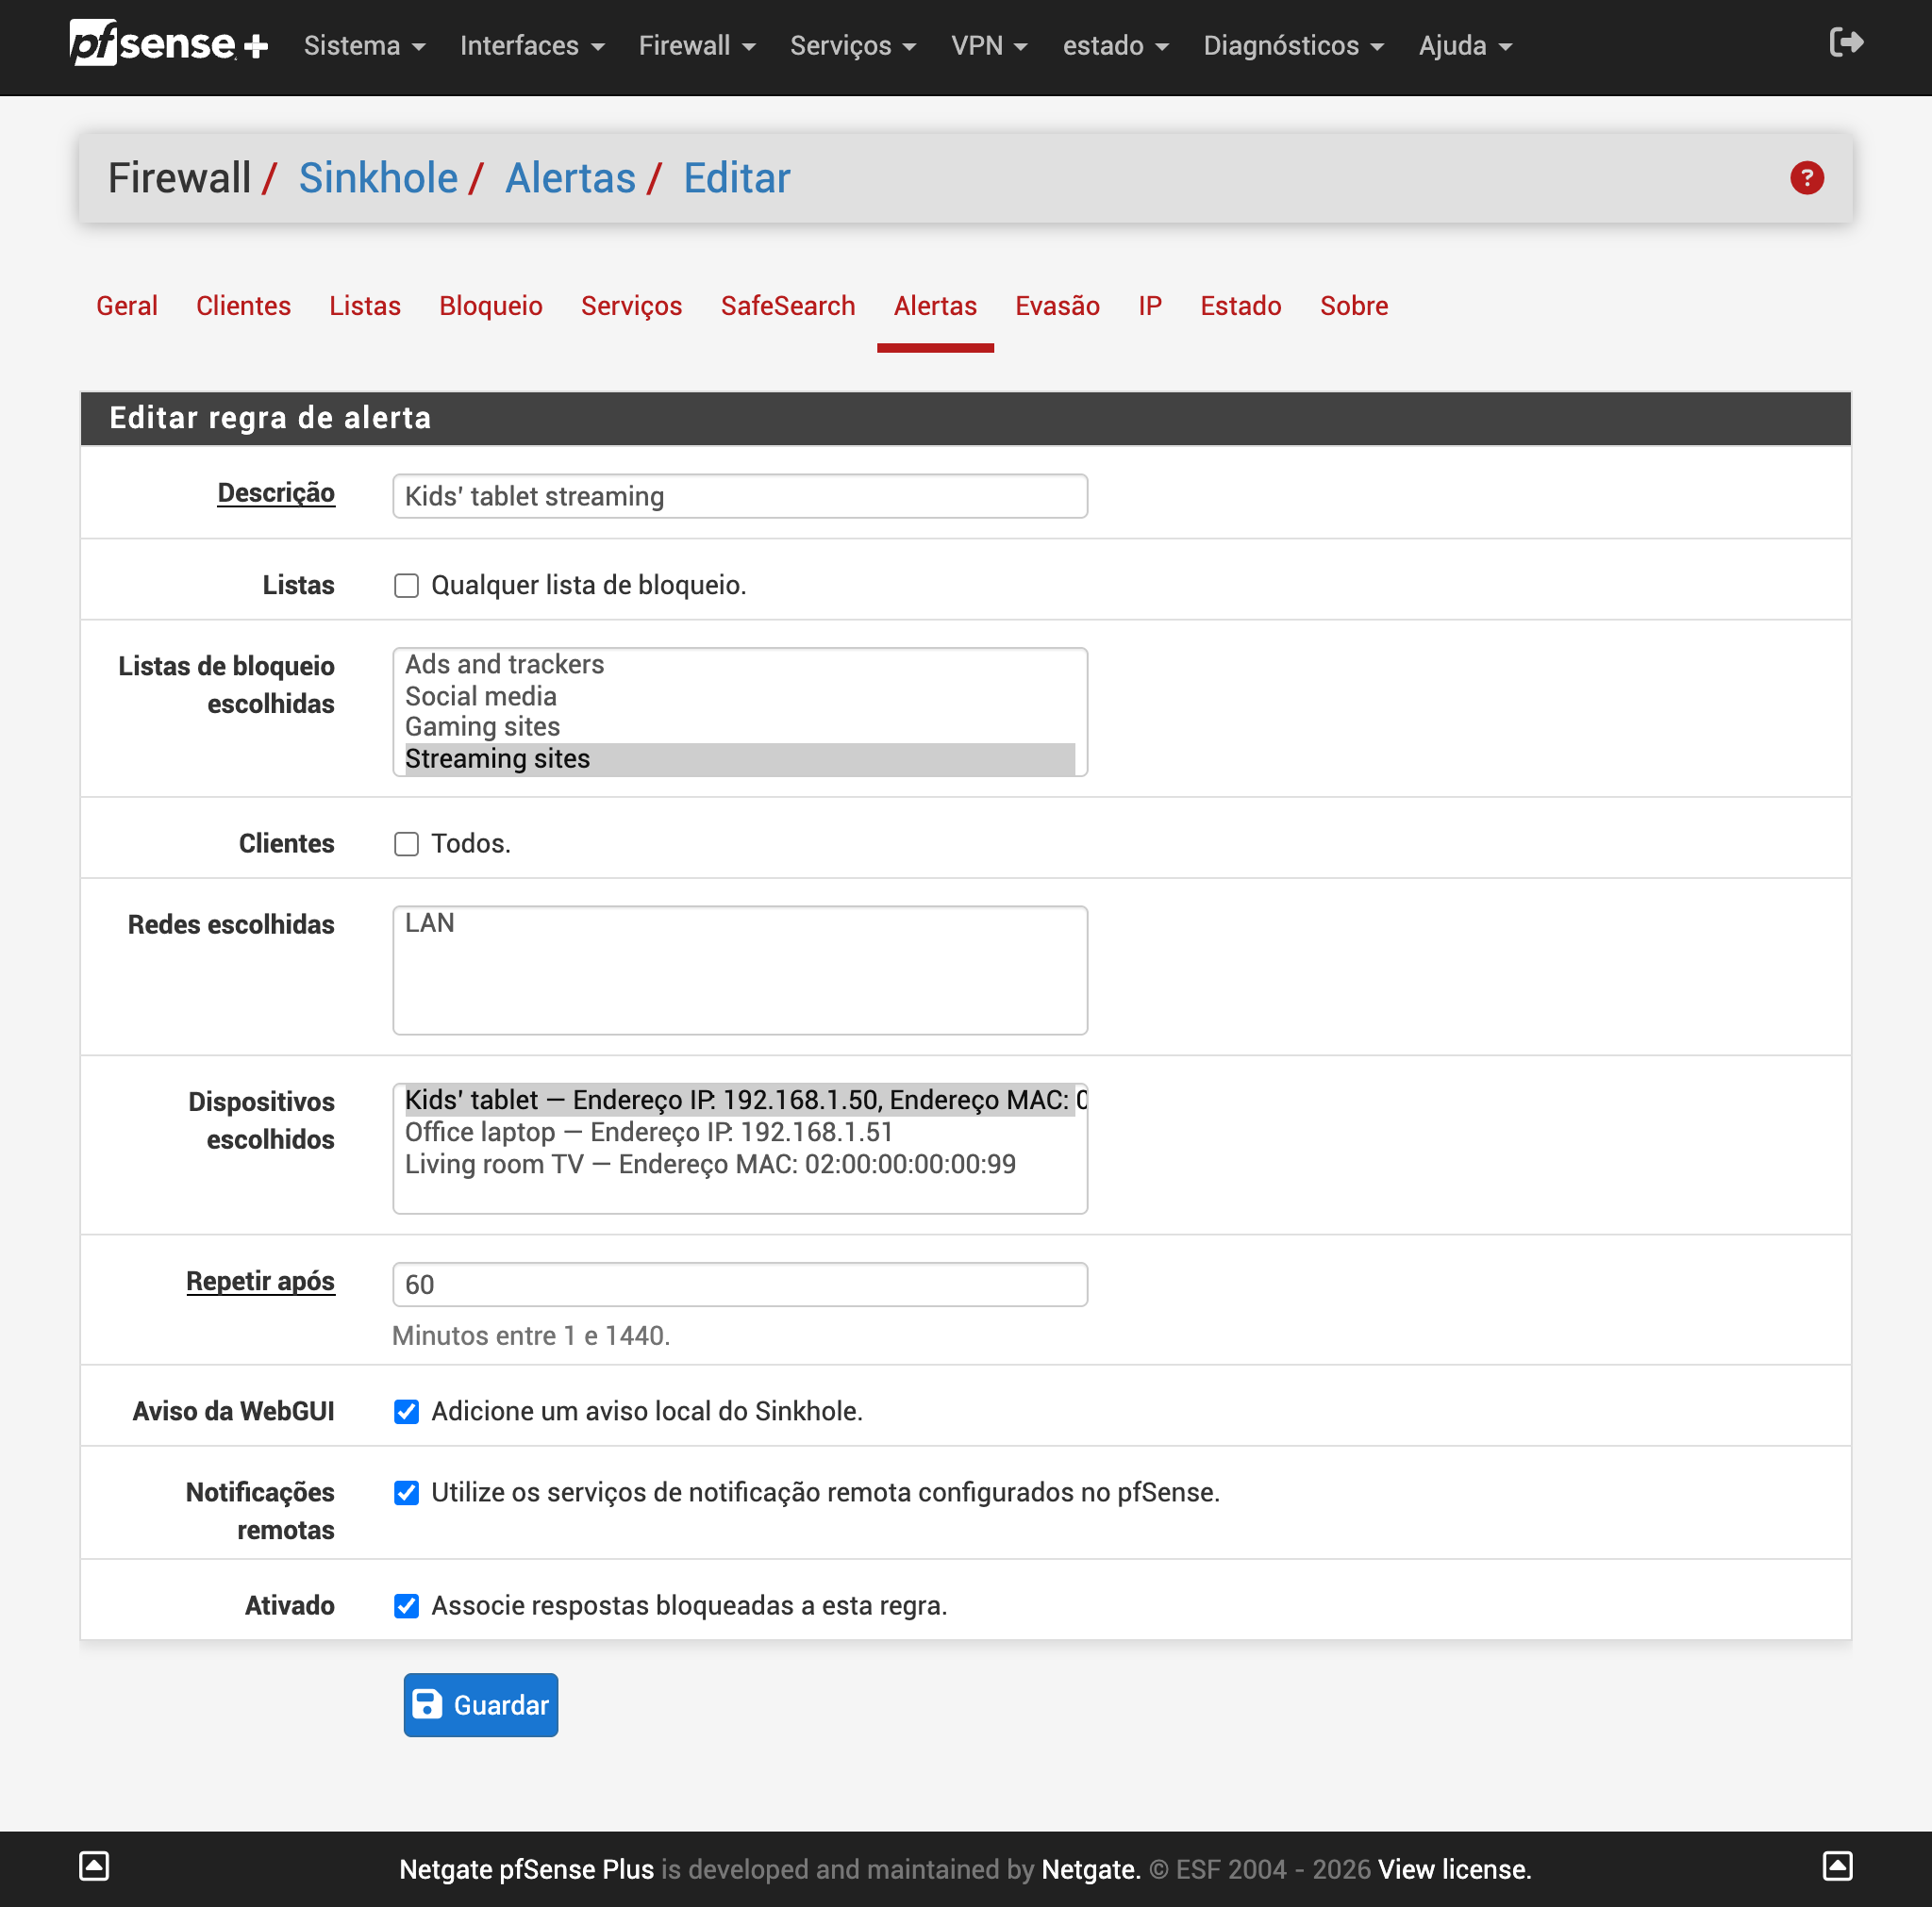 pfsense+ Sistema Interfaces Firewall Serviços VPN estado Diagnósticos Ajuda
Firewall / Sinkhole / Alertas / Editar
?
Geral Clientes Listas Bloqueio Serviços SafeSearch Alertas Evasão IP Estado Sobre
Editar regra de alerta
Descrição Kids' tablet streaming
Listas Qualquer lista de bloqueio.
Listas de bloqueio
escolhidas
Ads and trackers
Social media
Gaming sites
Streaming sites
Clientes Todos.
Redes escolhidas LAN
Dispositivos
escolhidos
Kids' tablet — Endereço IP: 192.168.1.50, Endereço MAC: 0
Office laptop — Endereço IP: 192.168.1.51
Living room TV — Endereço MAC: 02:00:00:00:00:99
Repetir após 60
Minutos entre 1 e 1440.
Aviso da WebGUI Adicione um aviso local do Sinkhole.
Notificações
remotas
Utilize os serviços de notificação remota configurados no pfSense.
Ativado Associe respostas bloqueadas a esta regra.
Guardar
Netgate pfSense Plus is developed and maintained by Netgate. © ESF 2004 - 2026 View license.